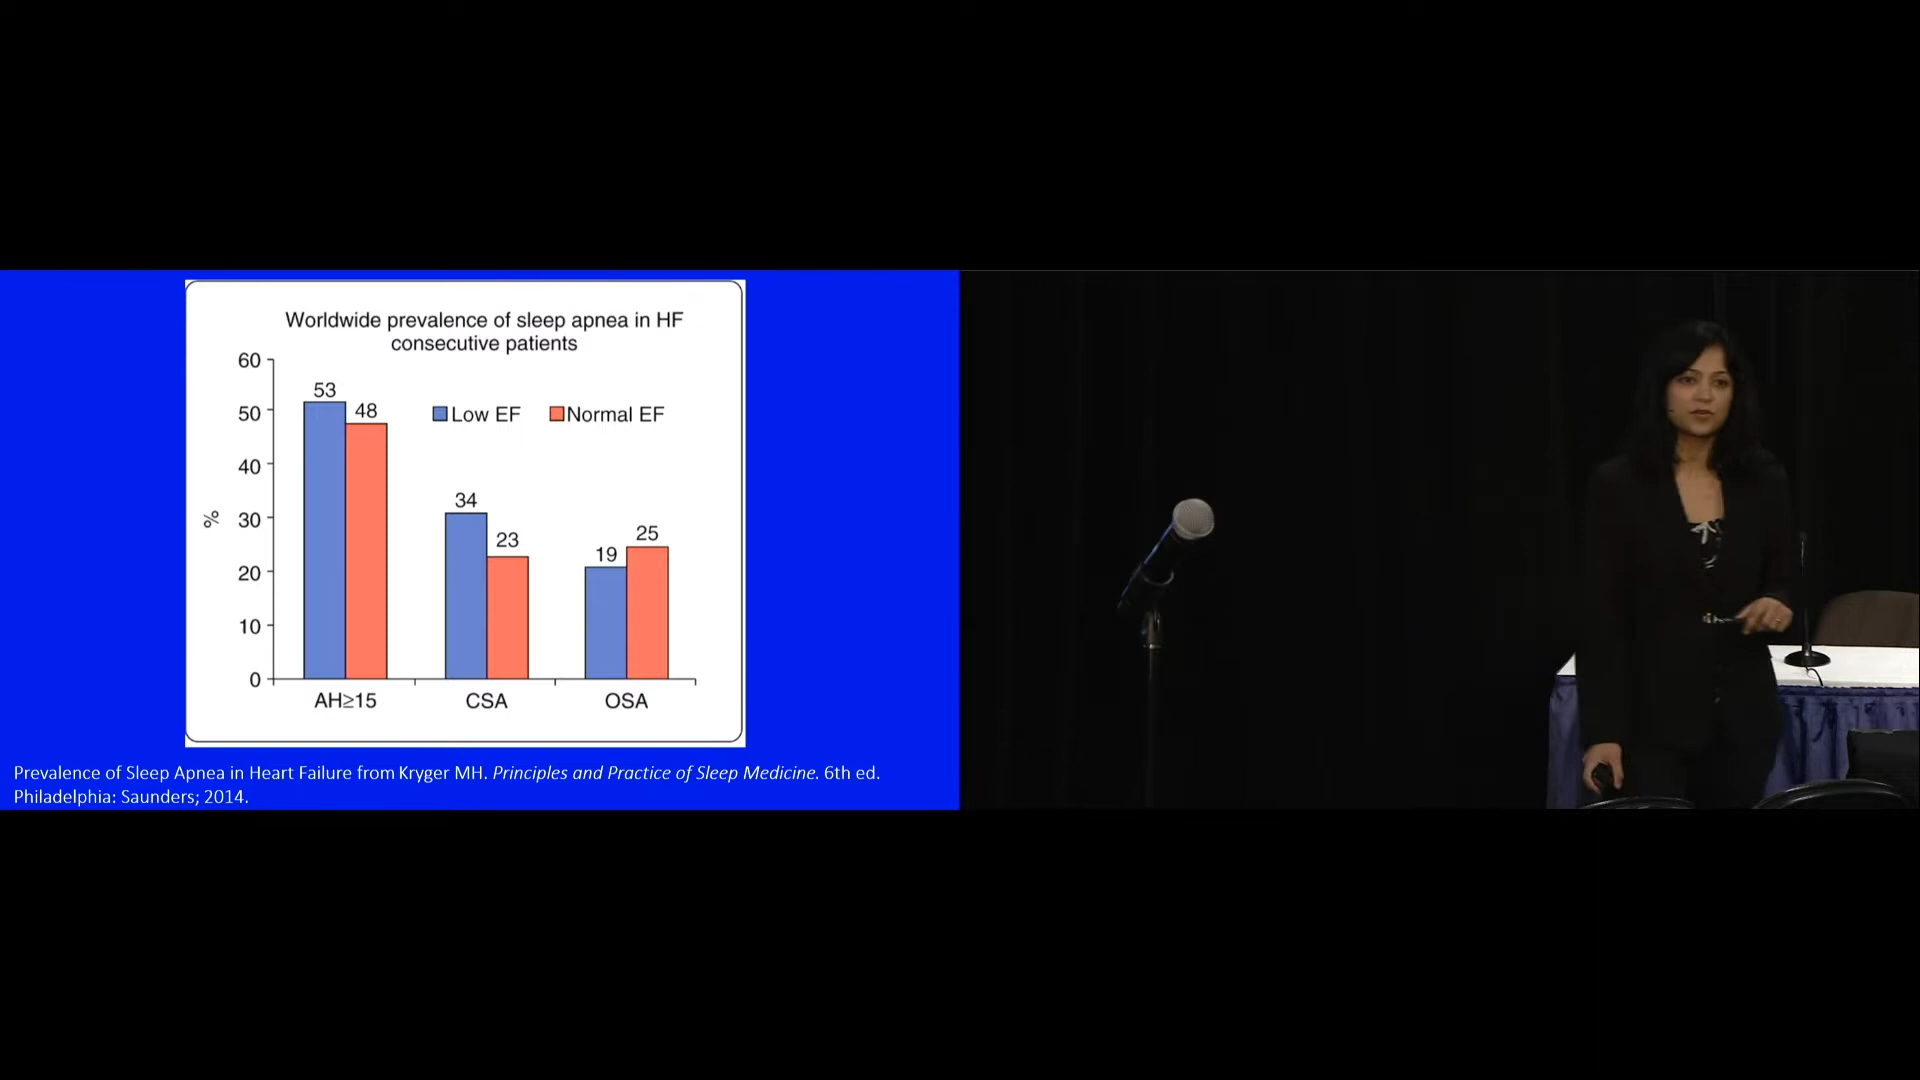 Worldwide prevalence of sleep apnea in HF
consecutive patients
%
60
50
40
30
20
10
0
53
48
34
23
19
25
Low EF
Normal EF
AH≥15
CSA
OSA
Prevalence of Sleep Apnea in Heart Failure from Kryger MH. Principles and Practice of Sleep Medicine. 6th ed.
Philadelphia: Saunders; 2014.